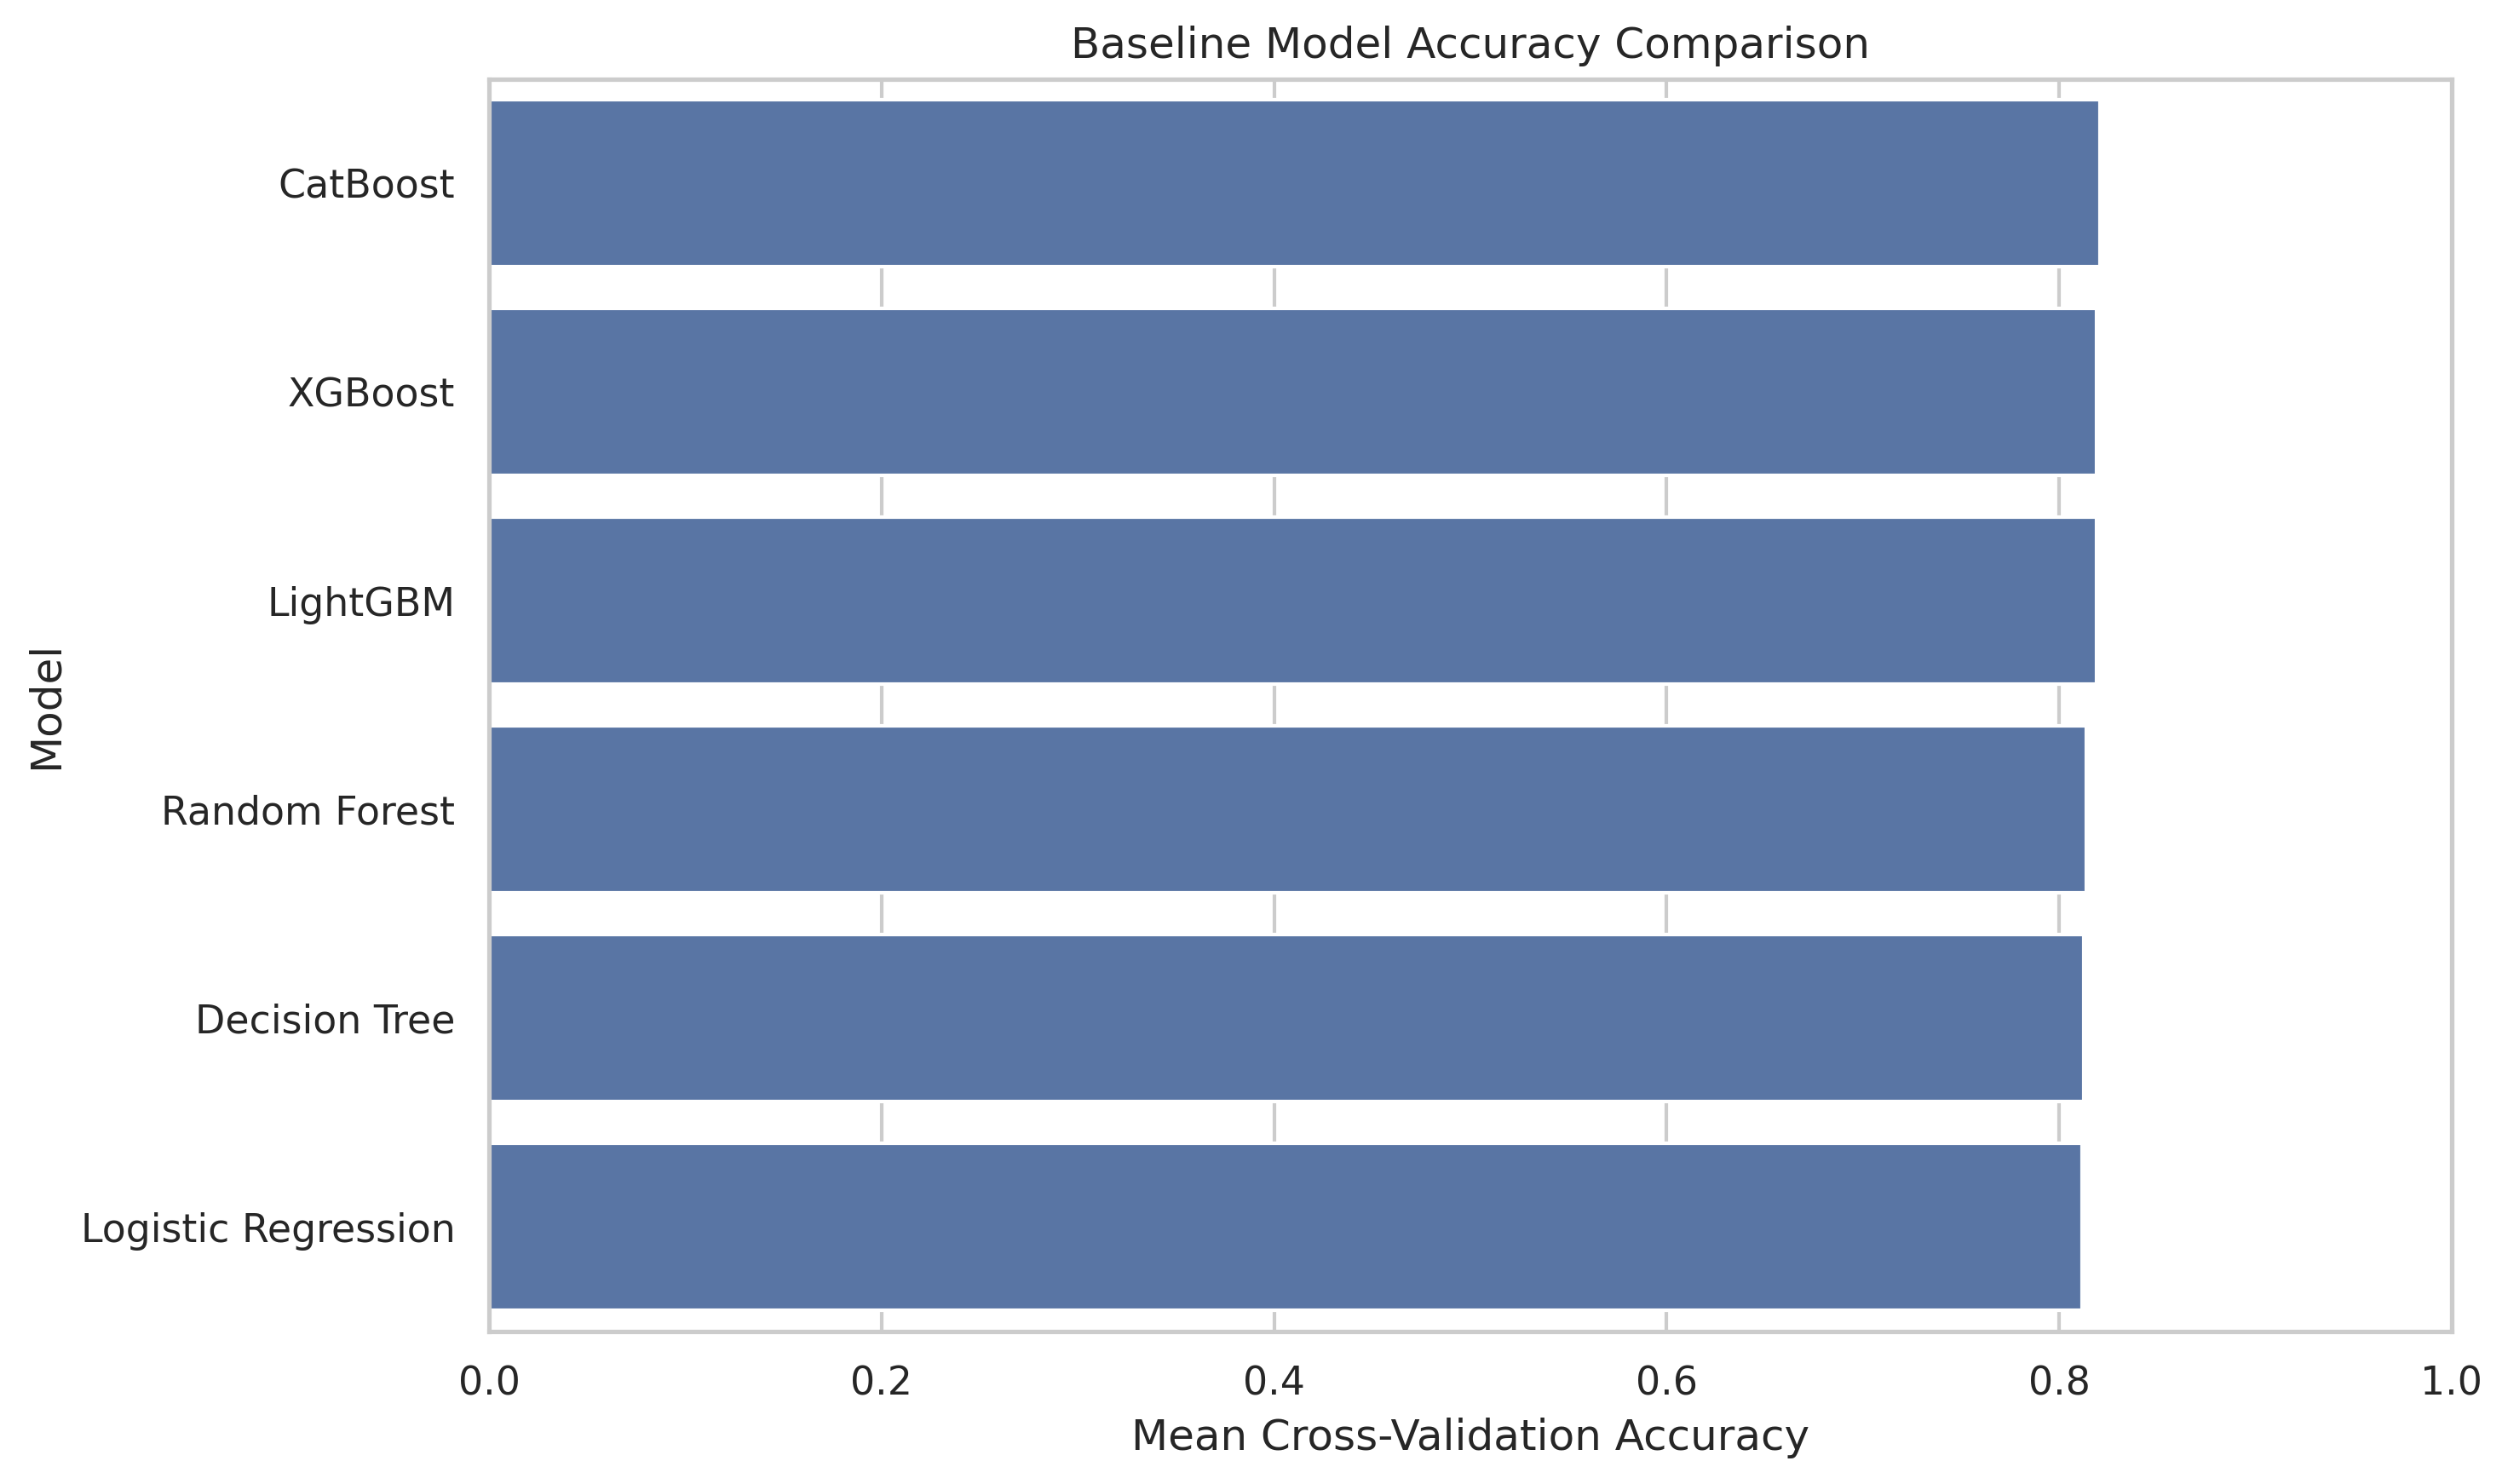 Baseline Model Accuracy Comparison
Model
CatBoost
XGBoost
LightGBM
Random Forest
Decision Tree
Logistic Regression
0.0 0.2 0.4 0.6 0.8 1.0
Mean Cross-Validation Accuracy